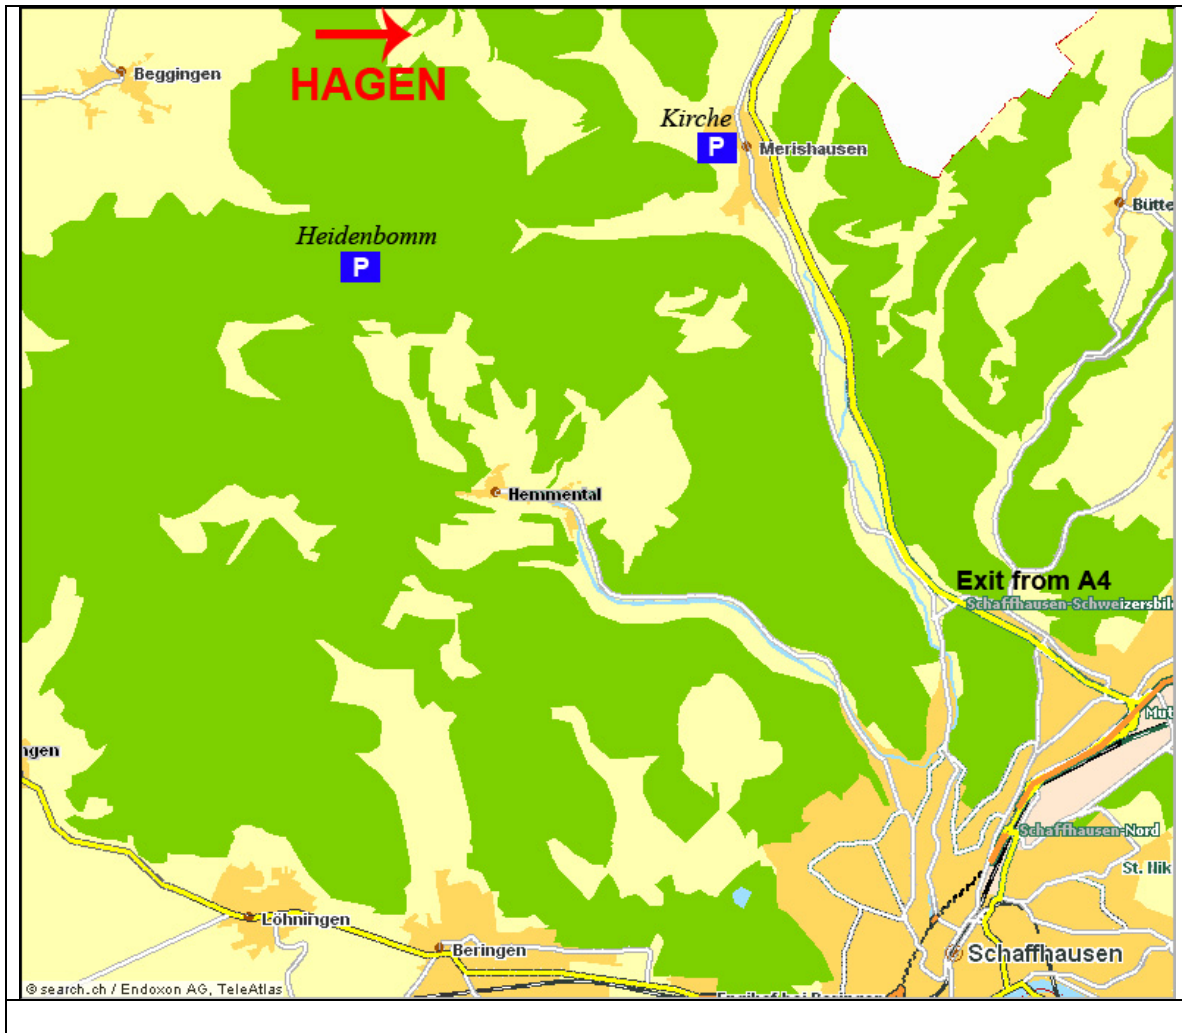 HAGEN
Beggingen
Kirche
P
Merishausen
Bütte
Heidenbomm
P
Hemmental
Exit from A4
Schaffhausen-Schweizersbil
Mut
ngen
Schaffhausen-Nord
St. Nik
Löhningen
Beringen
Schaffhausen
© search.ch / Endoxon AG, TeleAtlas